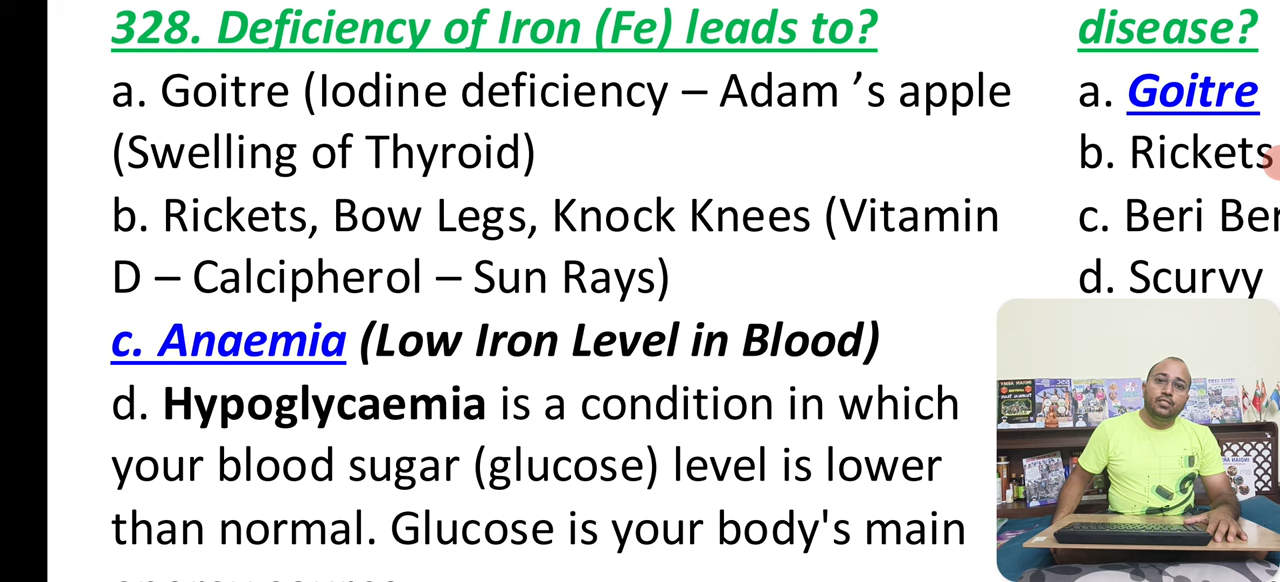 328. Deficiency of Iron (Fe) leads to?
a. Goitre (Iodine deficiency – Adam ’s apple
(Swelling of Thyroid)
b. Rickets, Bow Legs, Knock Knees (Vitamin
D – Calcipherol – Sun Rays)
c. Anaemia (Low Iron Level in Blood)
d. Hypoglycaemia is a condition in which
your blood sugar (glucose) level is lower
than normal. Glucose is your body's main
disease?
a. Goitre
b. Rickets
c. Beri
d. Scurvy